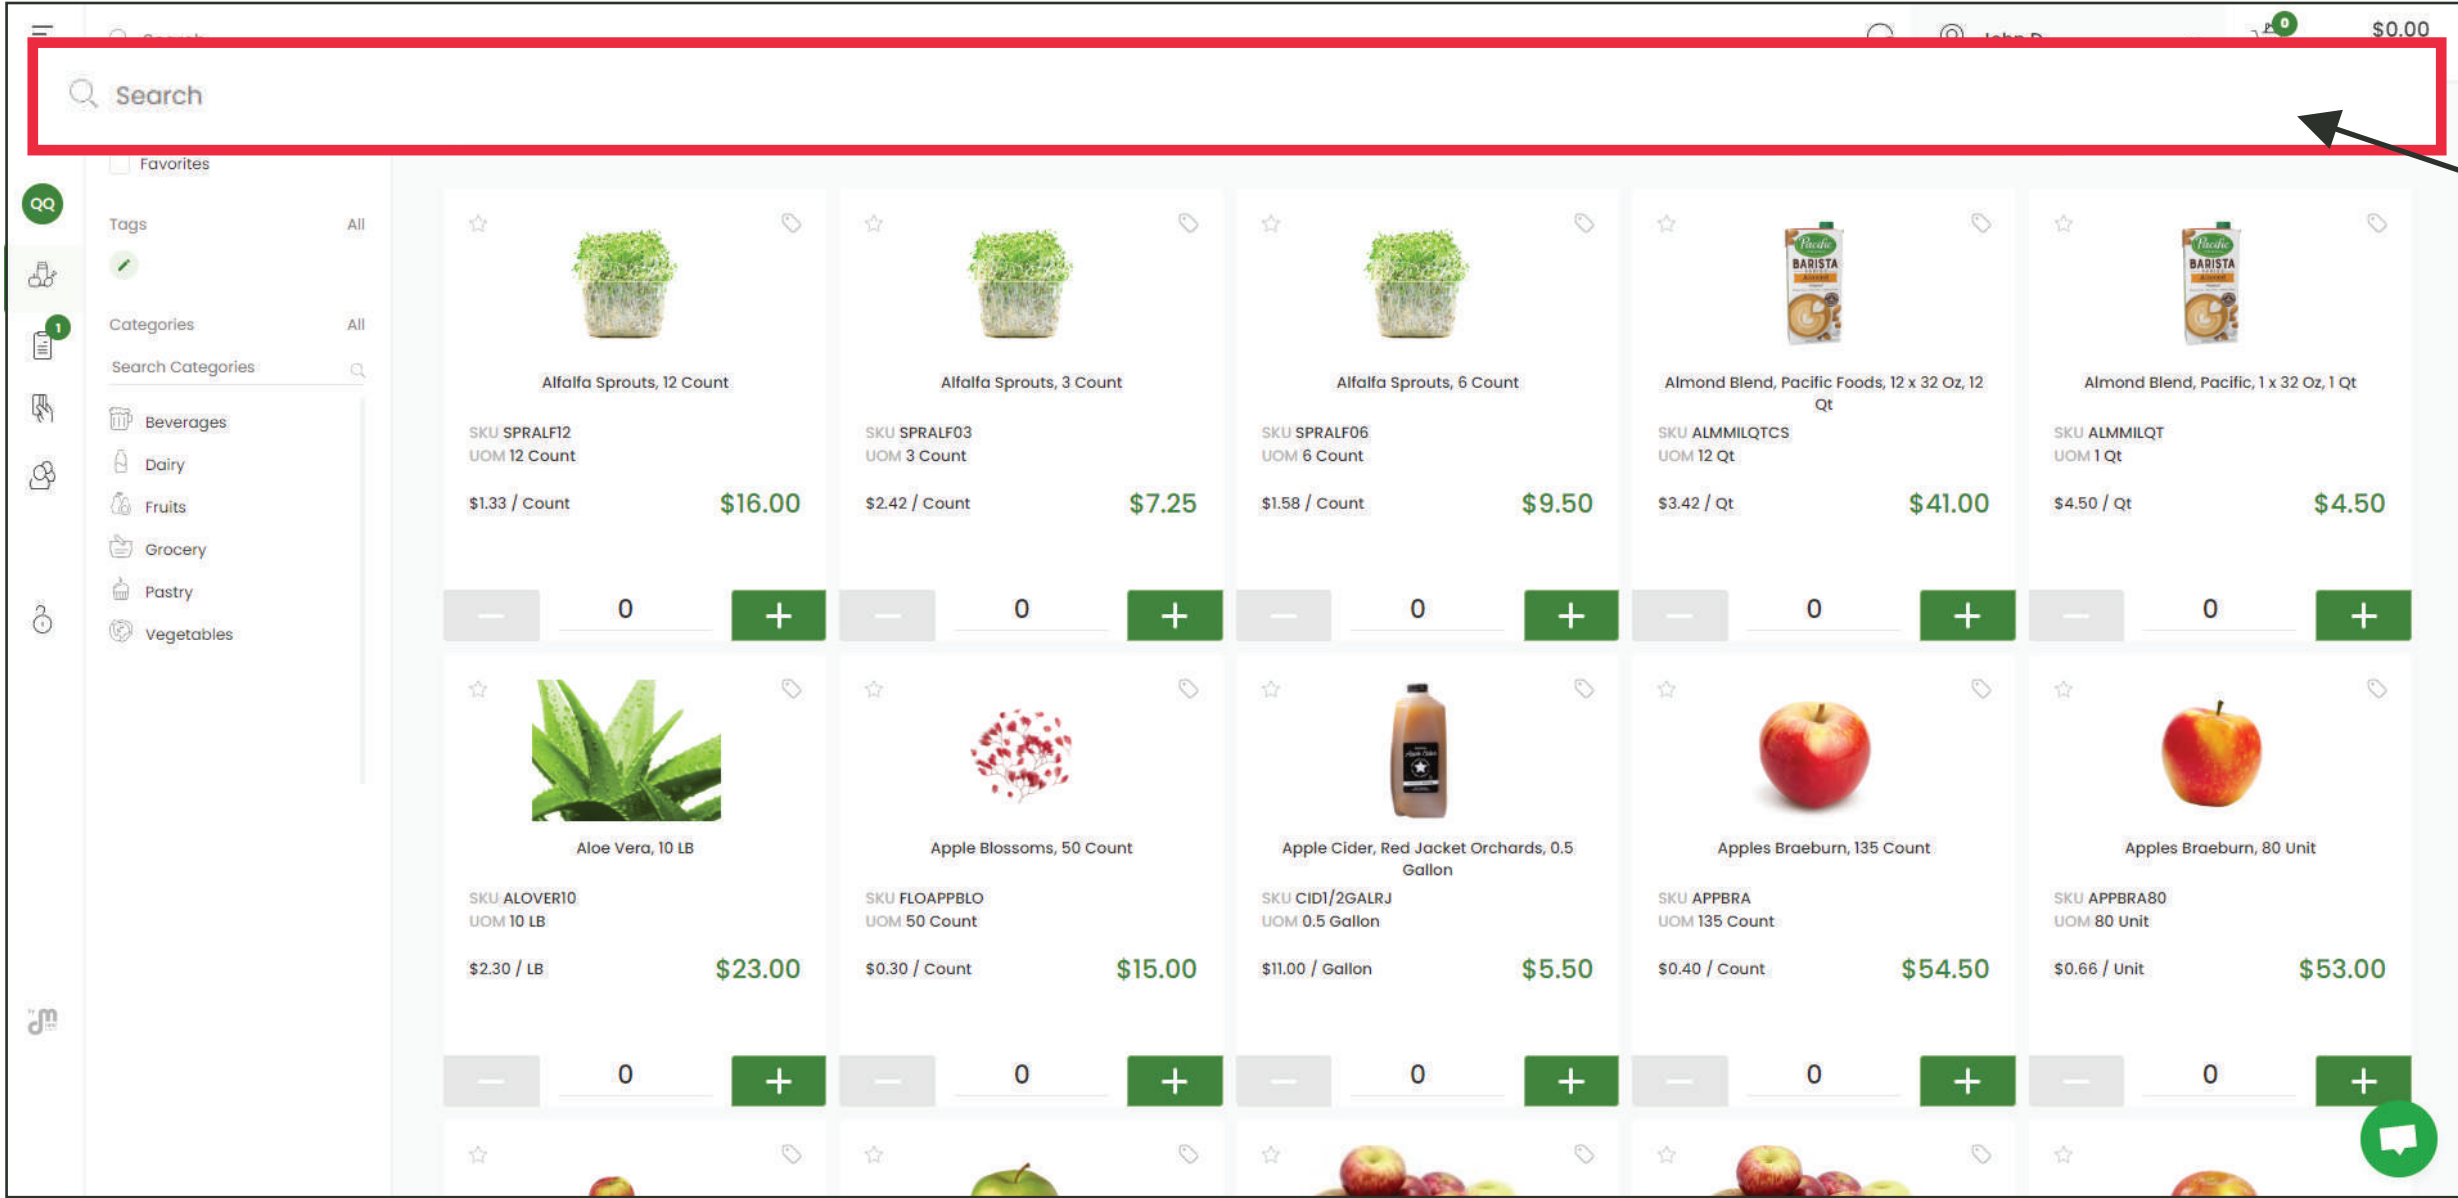 0
$0.00
Search
Favorites
QQ
Tags
All
1
Categories
All
Search Categories
Beverages
Dairy
Fruits
Grocery
Pastry
Vegetables
Pacific
BARISTA
Pacific
BARISTA
Alfalfa Sprouts, 12 Count
SKU SPRALF12
UOM 12 Count
$1.33 / Count
$16.00
0
Alfalfa Sprouts, 3 Count
SKU SPRALF03
UOM 3 Count
$2.42 / Count
$7.25
0
Alfalfa Sprouts, 6 Count
SKU SPRALF06
UOM 6 Count
$1.58 / Count
$9.50
0
Almond Blend, Pacific Foods, 12 x 32 Oz, 12
Qt
SKU ALMMILQTCS
UOM 12 Qt
$3.42 / Qt
$41.00
0
Almond Blend, Pacific, 1 x 32 Oz, 1 Qt
SKU ALMMILQT
UOM 1 Qt
$4.50 / Qt
$4.50
0
Aloe Vera, 10 LB
SKU ALOVER10
UOM 10 LB
$2.30 / LB
$23.00
0
Apple Blossoms, 50 Count
SKU FLOAPPBLO
UOM 50 Count
$0.30 / Count
$15.00
0
Apple Cider
Apple Cider, Red Jacket Orchards, 0.5
Gallon
SKU CID1/2GALRJ
UOM 0.5 Gallon
$11.00 / Gallon
$5.50
0
Apples Braeburn, 135 Count
SKU APPBRA
UOM 135 Count
$0.40 / Count
$54.50
0
Apples Braeburn, 80 Unit
SKU APPBRA80
UOM 80 Unit
$0.66 / Unit
$53.00
0